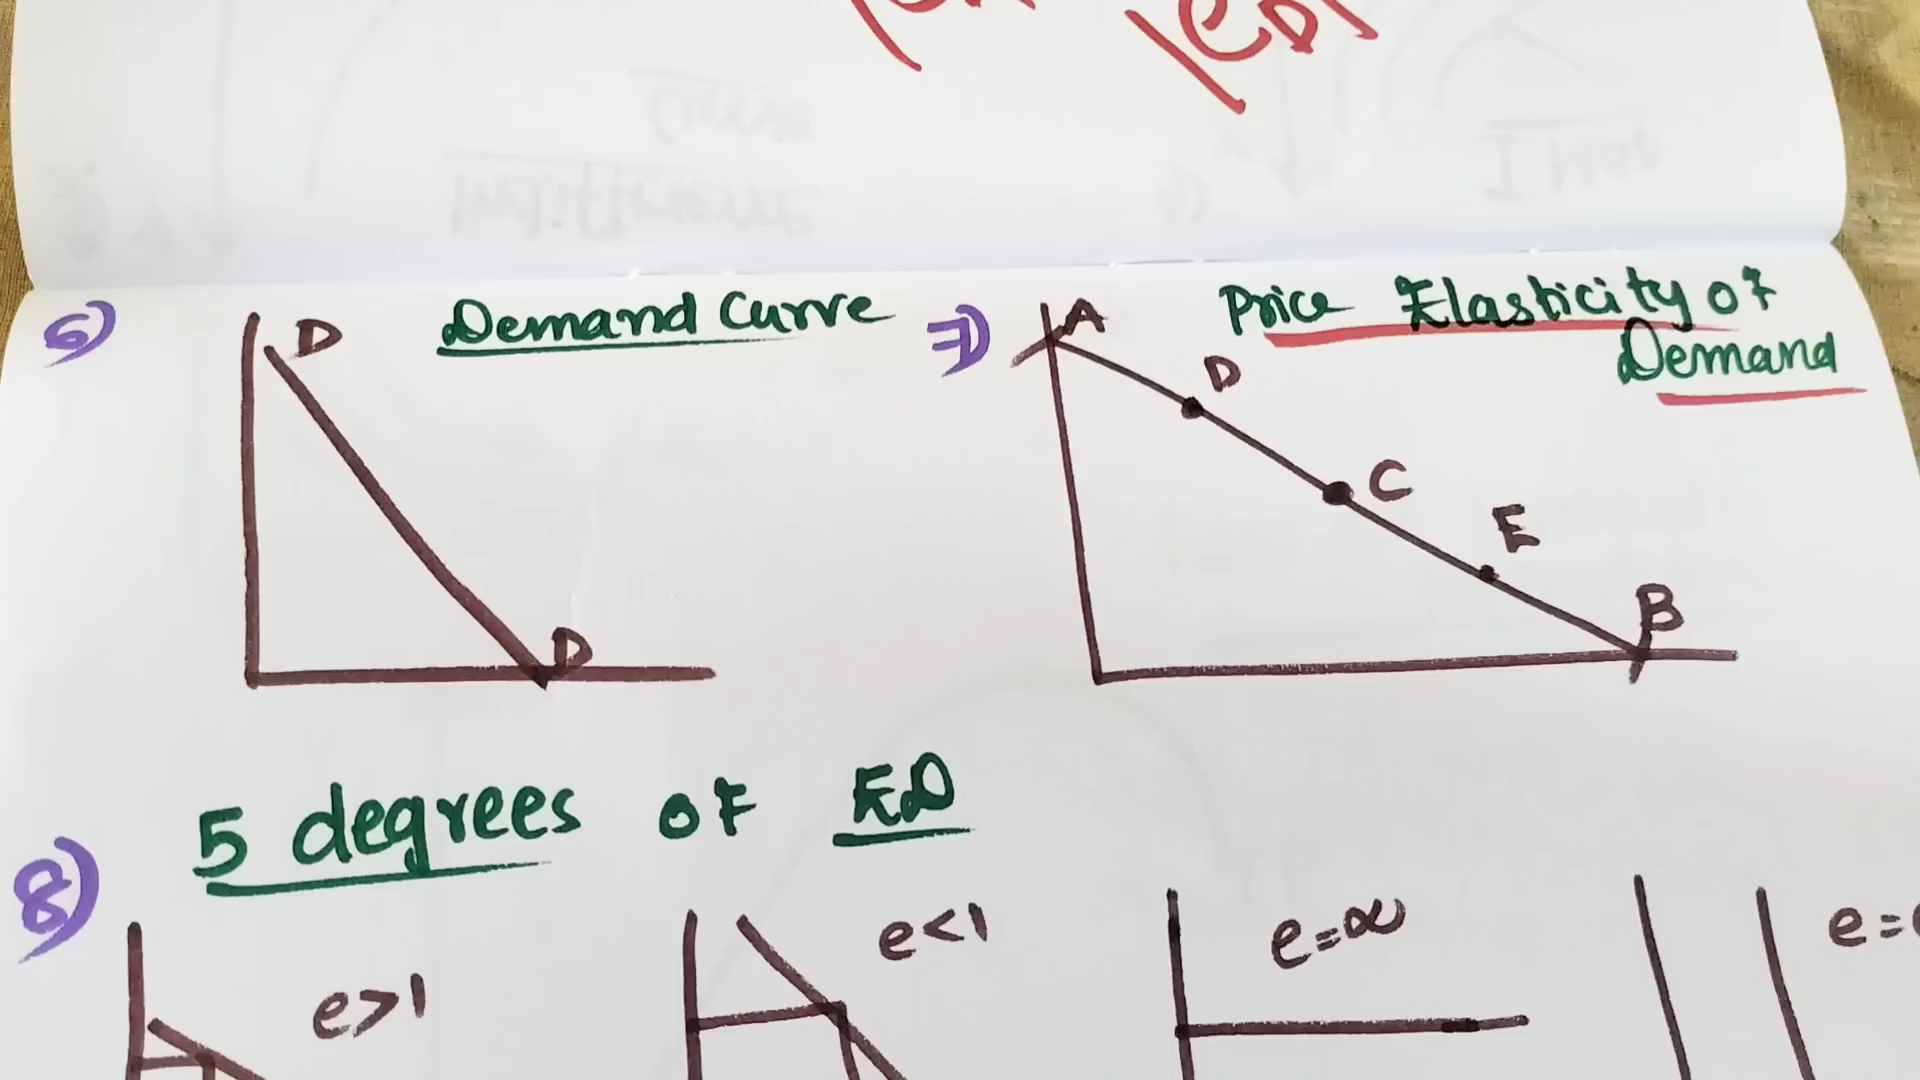 6) Demand Curve
D
D
7) Price Elasticity of
Demand
A
D
C
E
B
8) 5 degrees of ED
e>1
e<1
e=∞
e=